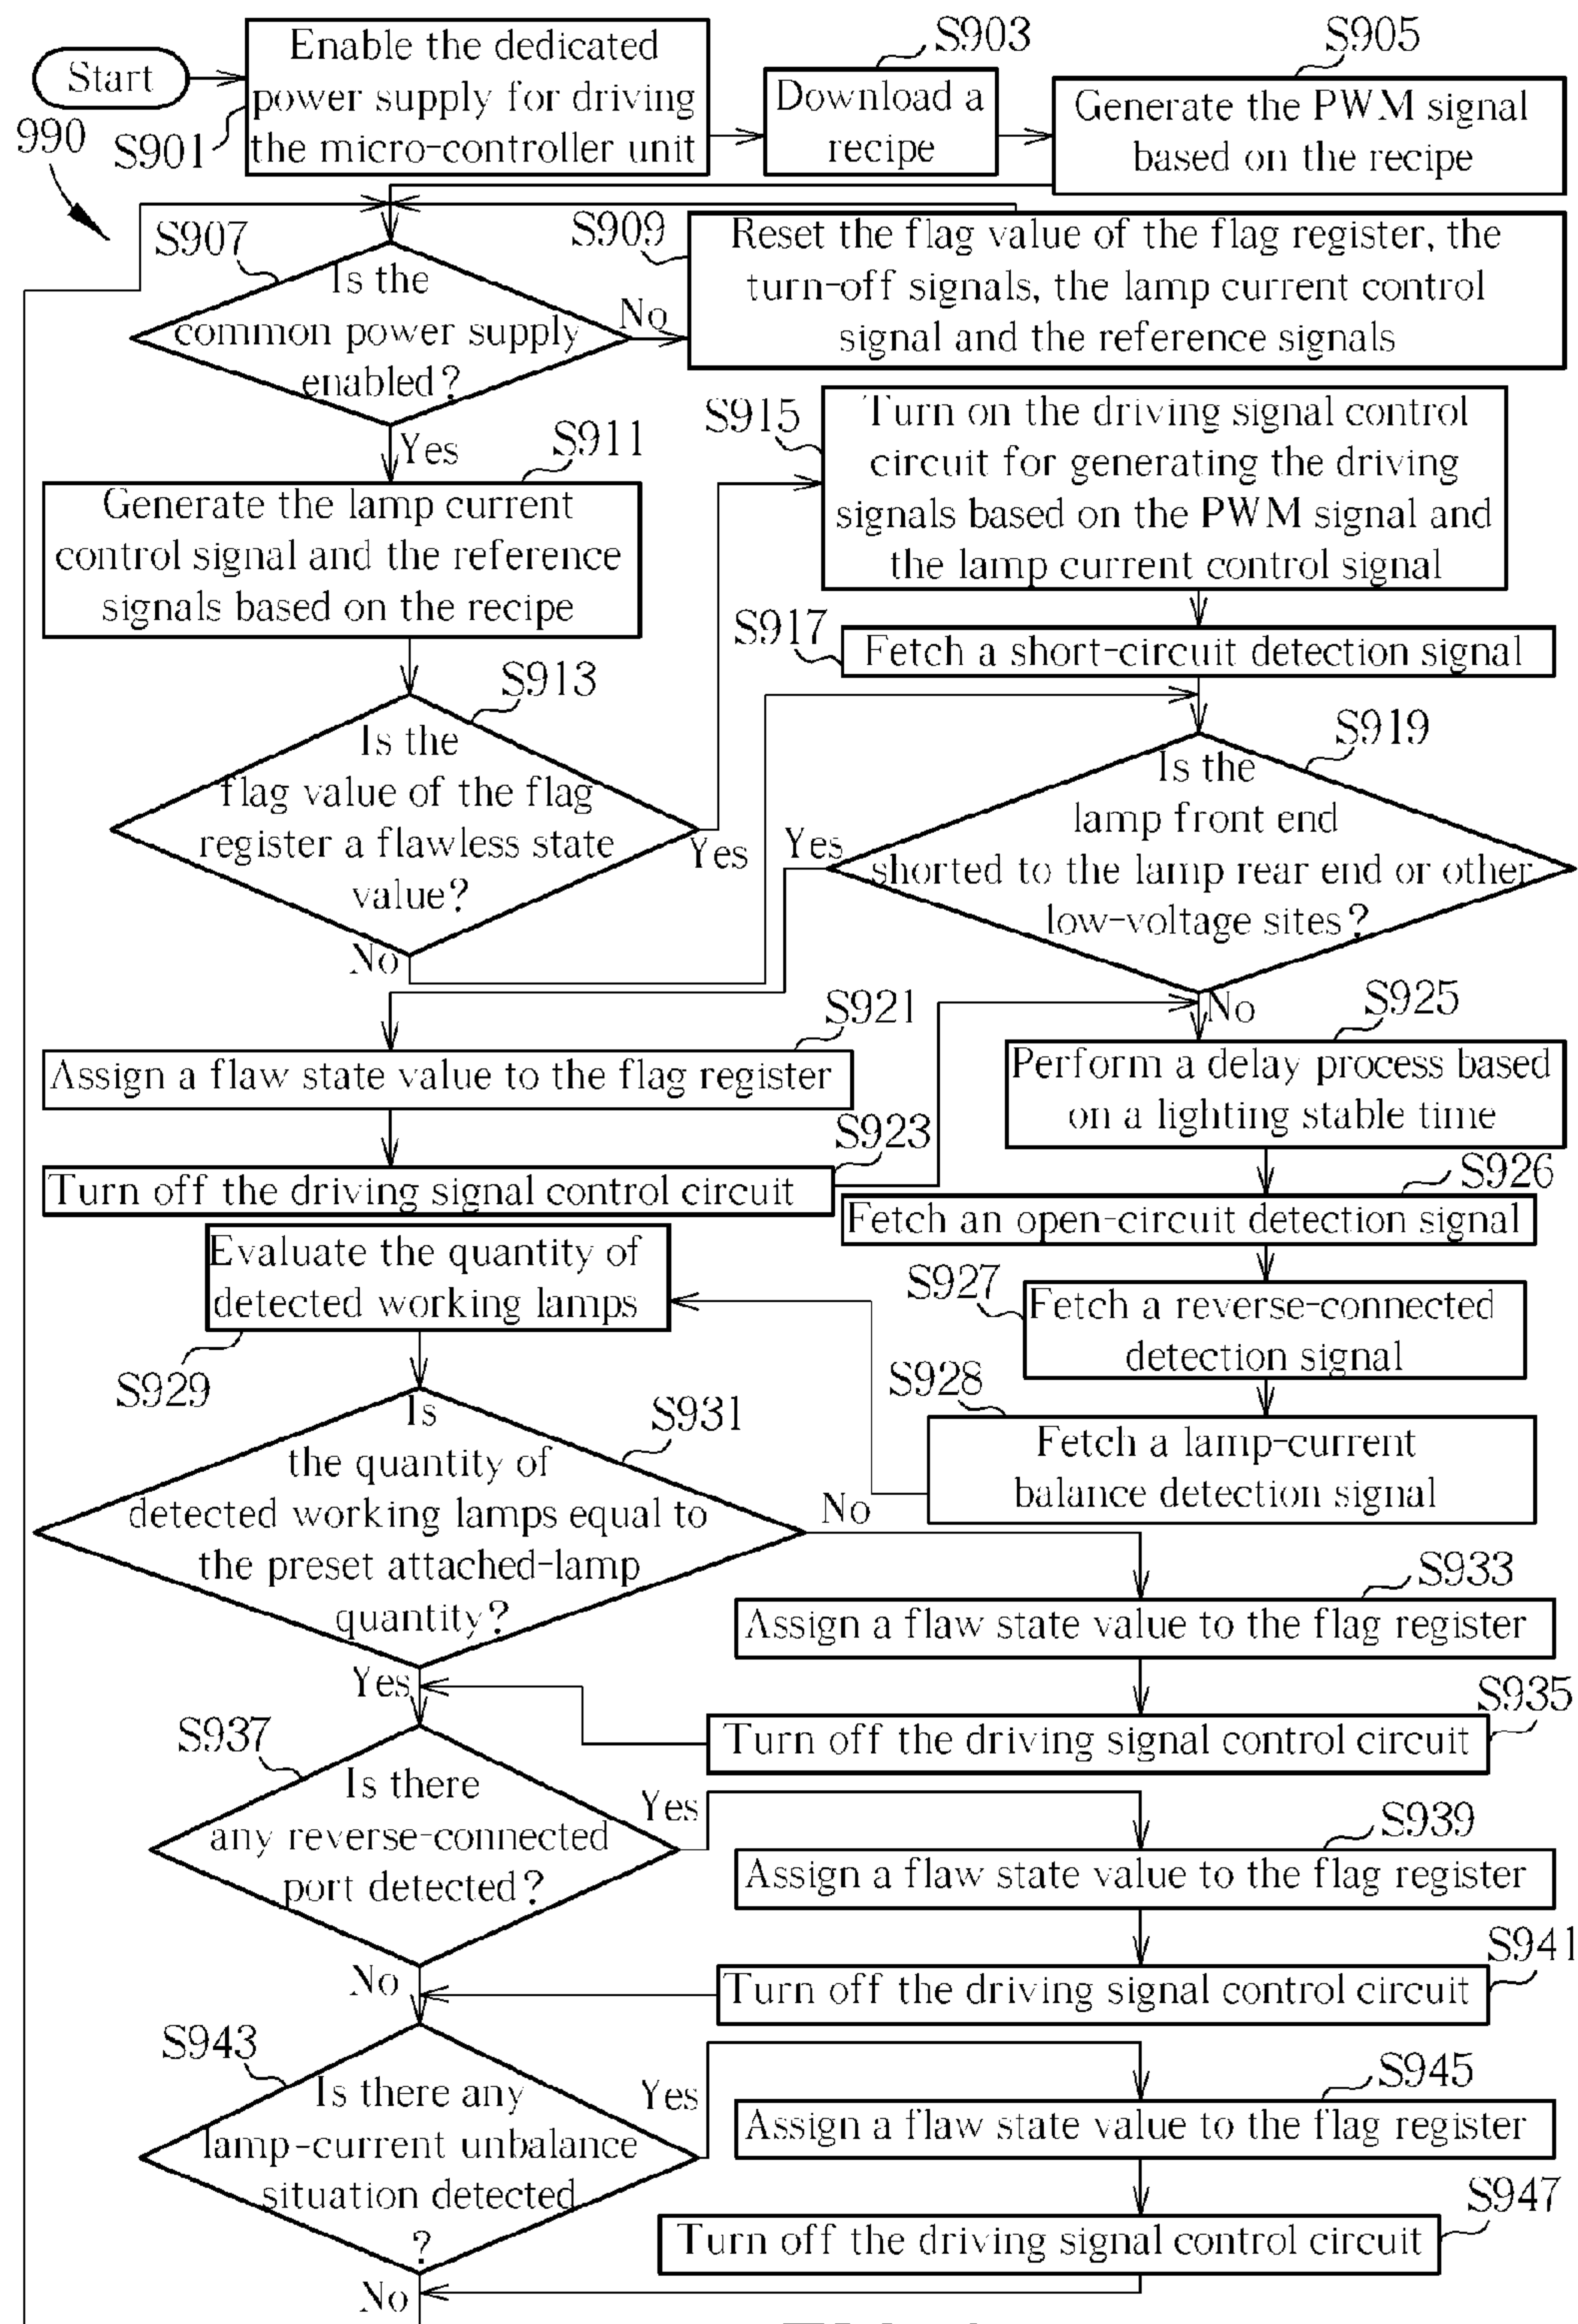 Start
990
S901
Enable the dedicated
power supply for driving
the micro-controller unit
S903
Download a
recipe
S905
Generate the PWM signal
based on the recipe
S907
Is the
common power supply
enabled?
No
Yes
S909
Reset the flag value of the flag register, the
turn-off signals, the lamp current control
signal and the reference signals
S911
Generate the lamp current
control signal and the reference
signals based on the recipe
S913
Is the
flag value of the flag
register a flawless state
value?
Yes
No
S915
Turn on the driving signal control
circuit for generating the driving
signals based on the PWM signal and
the lamp current control signal
S917
Fetch a short-circuit detection signal
S919
Is the
lamp front end
shorted to the lamp rear end or other
low-voltage sites?
Yes
No
S921
Assign a flaw state value to the flag register
S923
Turn off the driving signal control circuit
S925
Perform a delay process based
on a lighting stable time
S926
Fetch an open-circuit detection signal
S927
Fetch a reverse-connected
detection signal
S928
Fetch a lamp-current
balance detection signal
Evaluate the quantity of
detected working lamps
S929
S931
Is
the quantity of
detected working lamps equal to
the preset attached-lamp
quantity?
No
Yes
S933
Assign a flaw state value to the flag register
S935
Turn off the driving signal control circuit
S937
Is there
any reverse-connected
port detected?
Yes
No
S939
Assign a flaw state value to the flag register
S941
Turn off the driving signal control circuit
S943
Is there any
lamp-current unbalance
situation detected
?
Yes
No
S945
Assign a flaw state value to the flag register
S947
Turn off the driving signal control circuit